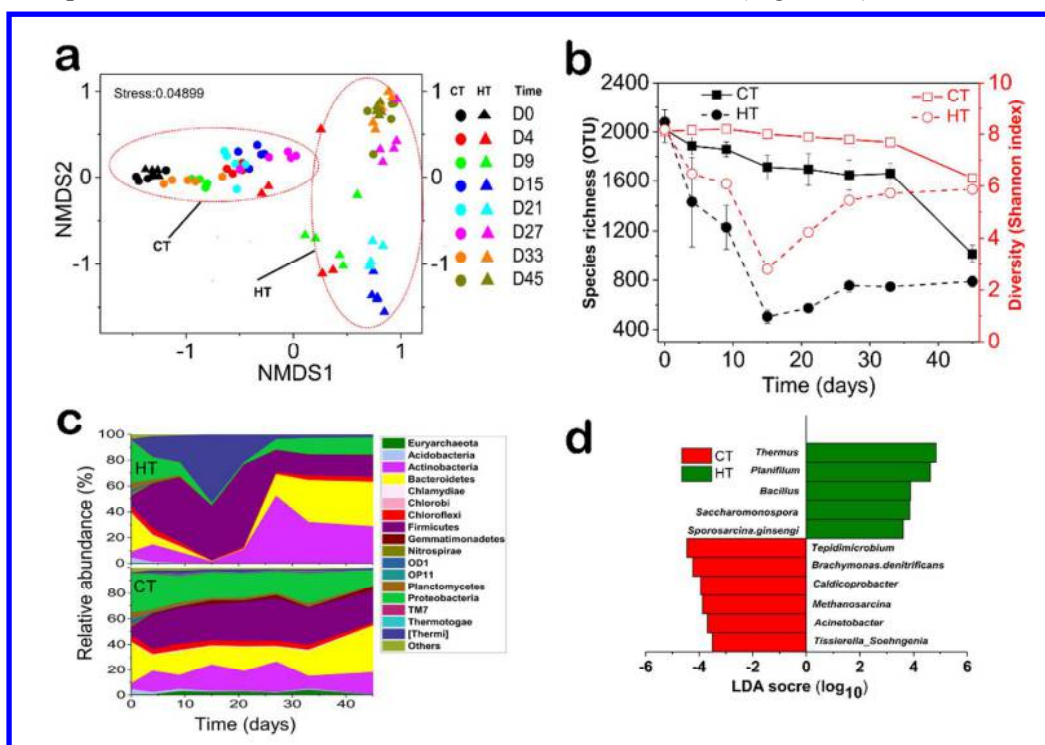 a
Stress:0.04899
CT
HT
NMDS2
NMDS1
1
0
-1
-1
0
1
1
0
-1
CT HT Time
D0
D4
D9
D15
D21
D27
D33
D45
b
Species richness (OTU)
2400
2000
1600
1200
800
400
CT
HT
CT
HT
10
8
6
4
2
0
Diversity (Shannon index)
0 10 20 30 40
Time (days)
c
Relative abundance (%)
100
80
60
40
20
0
HT
80
60
40
20
0
CT
0 10 20 30 40
Time (days)
Euryarchaeota
Acidobacteria
Actinobacteria
Bacteroidetes
Chlamydiae
Chlorobi
Chloroflexi
Firmicutes
Gemmatimonadetes
Nitrospirae
OD1
OP11
Planctomycetes
Proteobacteria
TM7
Thermotogae
[Thermi]
Others
d
CT
HT
Thermus
Planifilum
Bacillus
Saccharomonospora
Sporosarcina.ginsengi
Tepidimicrobium
Brachymonas.denitrificans
Caldicoprobacter
Methanosarcina
Acinetobacter
Tissierella_Soehngenia
-6 -4 -2 0 2 4 6
LDA socre (log10)